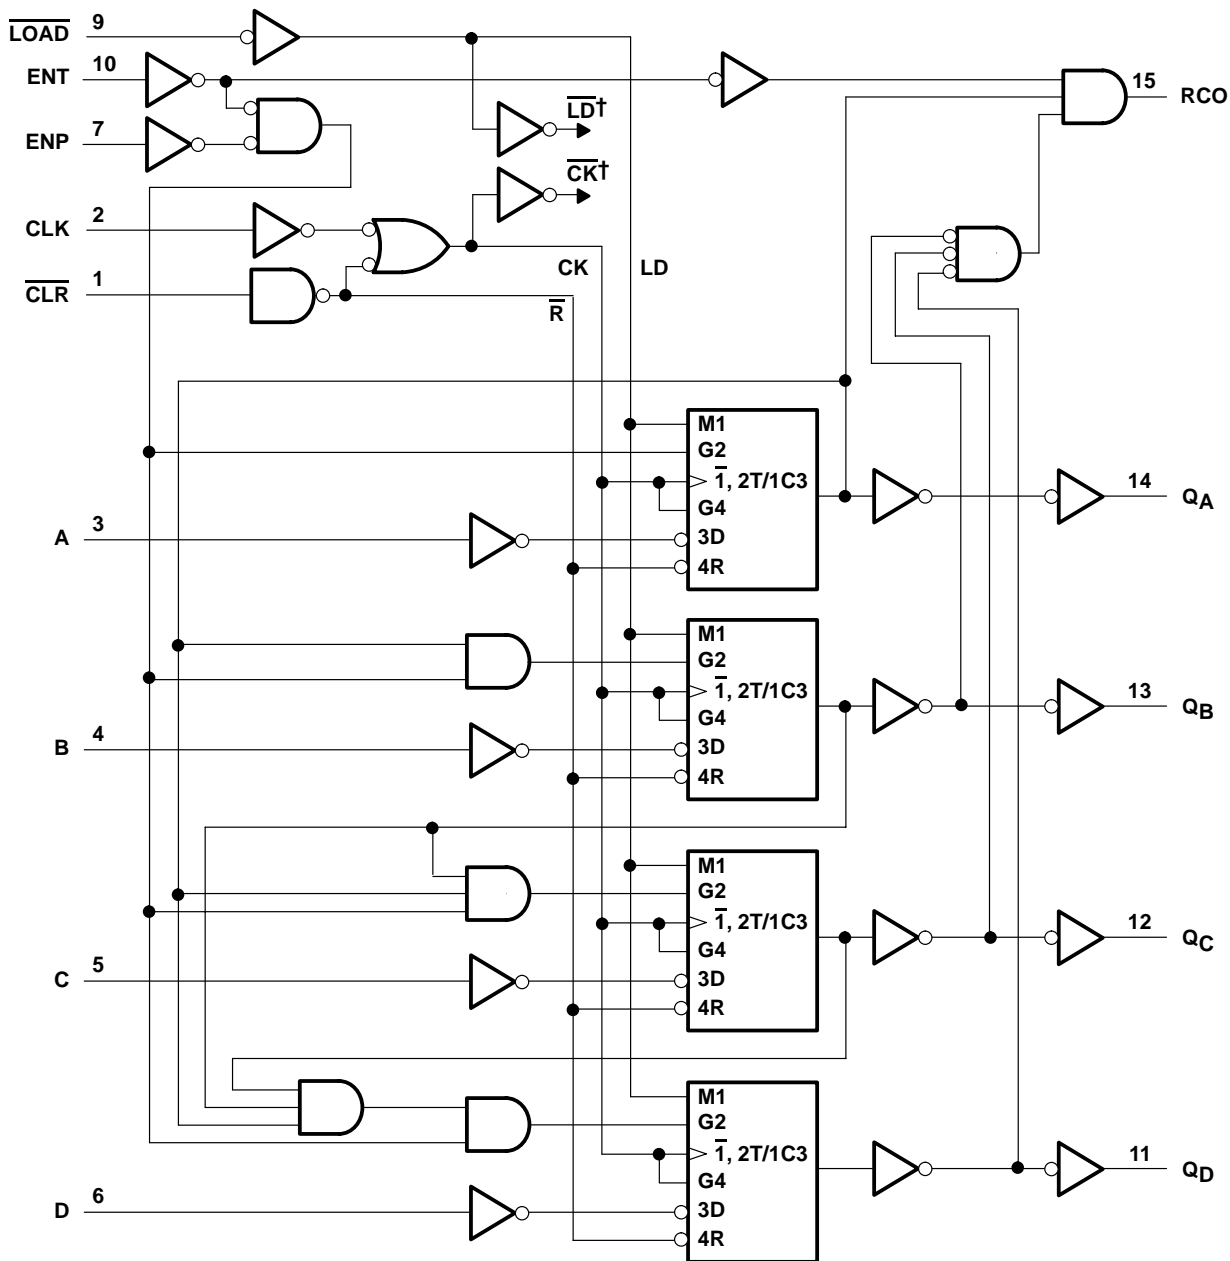 LOAD 9
ENT 10
ENP 7
CLK 2
CLR 1
LD†
CK†
15 RCO
CK
LD
R
M1
G2
1, 2T/1C3
G4
3D
4R
14 QA
A 3
M1
G2
1, 2T/1C3
G4
3D
4R
13 QB
B 4
M1
G2
1, 2T/1C3
G4
3D
4R
12 QC
C 5
M1
G2
1, 2T/1C3
G4
3D
4R
11 QD
D 6